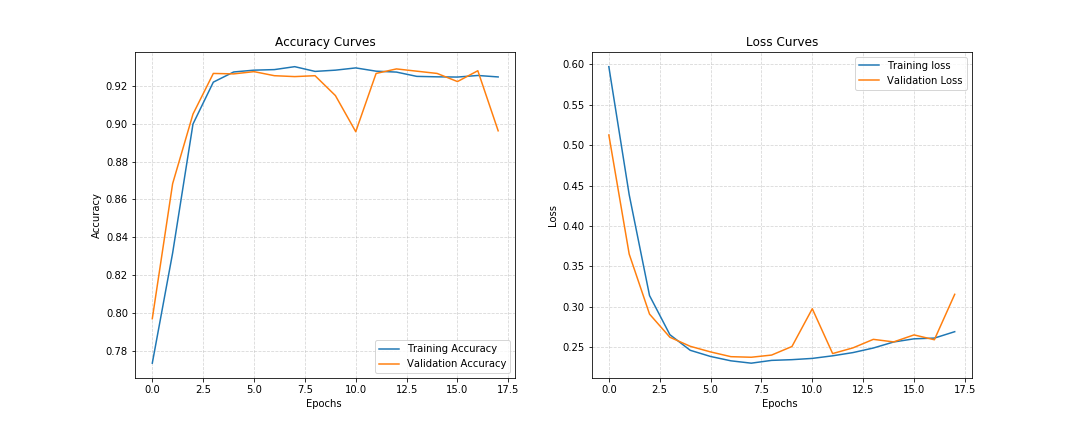 Accuracy Curves
0.92
0.90
0.88
0.86
0.84
0.82
0.80
0.78
Accuracy
Training Accuracy
Validation Accuracy
0.0 2.5 5.0 7.5 10.0 12.5 15.0 17.5
Epochs
Loss Curves
0.60
0.55
0.50
0.45
0.40
0.35
0.30
0.25
Loss
Training loss
Validation Loss
0.0 2.5 5.0 7.5 10.0 12.5 15.0 17.5
Epochs